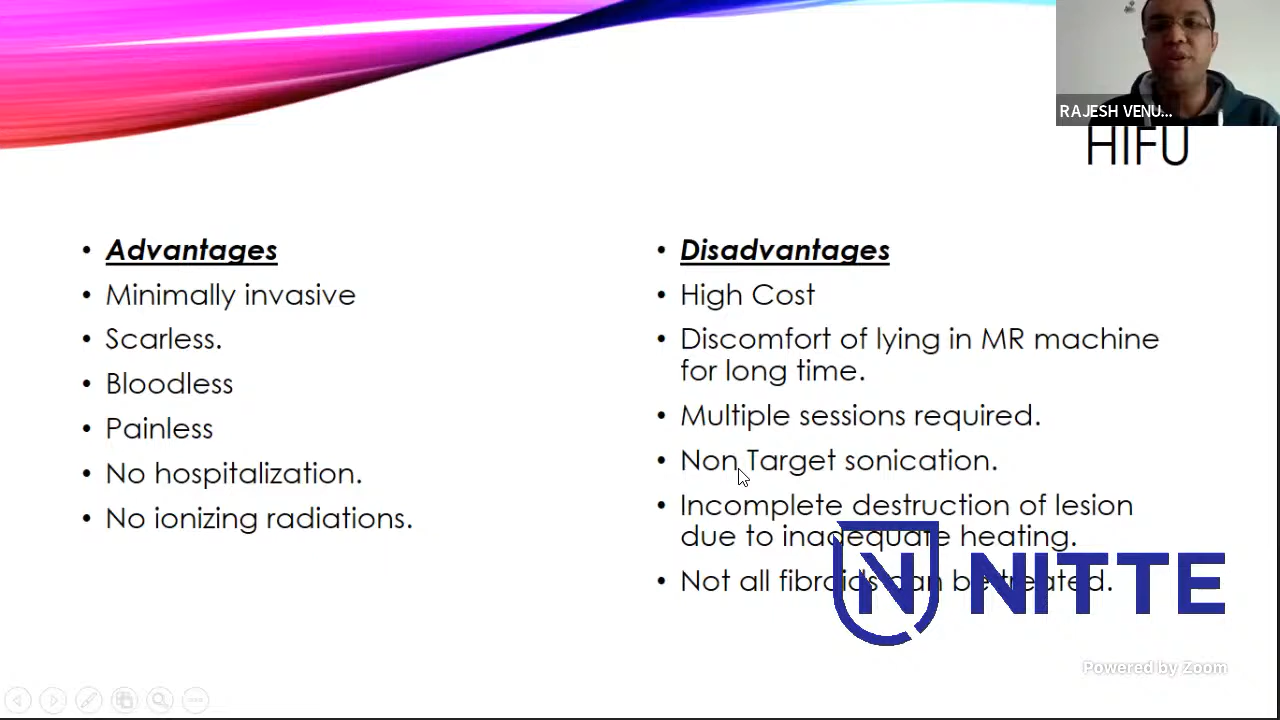 RAJESH VENU...
HIFU
• Advantages
• Minimally invasive
• Scarless.
• Bloodless
• Painless
• No hospitalization.
• No ionizing radiations.
• Disadvantages
• High Cost
• Discomfort of lying in MR machine
for long time.
• Multiple sessions required.
• Non Target sonication.
• Incomplete destruction of lesion
due to inadequate heating.
• Not all fibroids can be treated.
N NITTE
Powered by Zoom